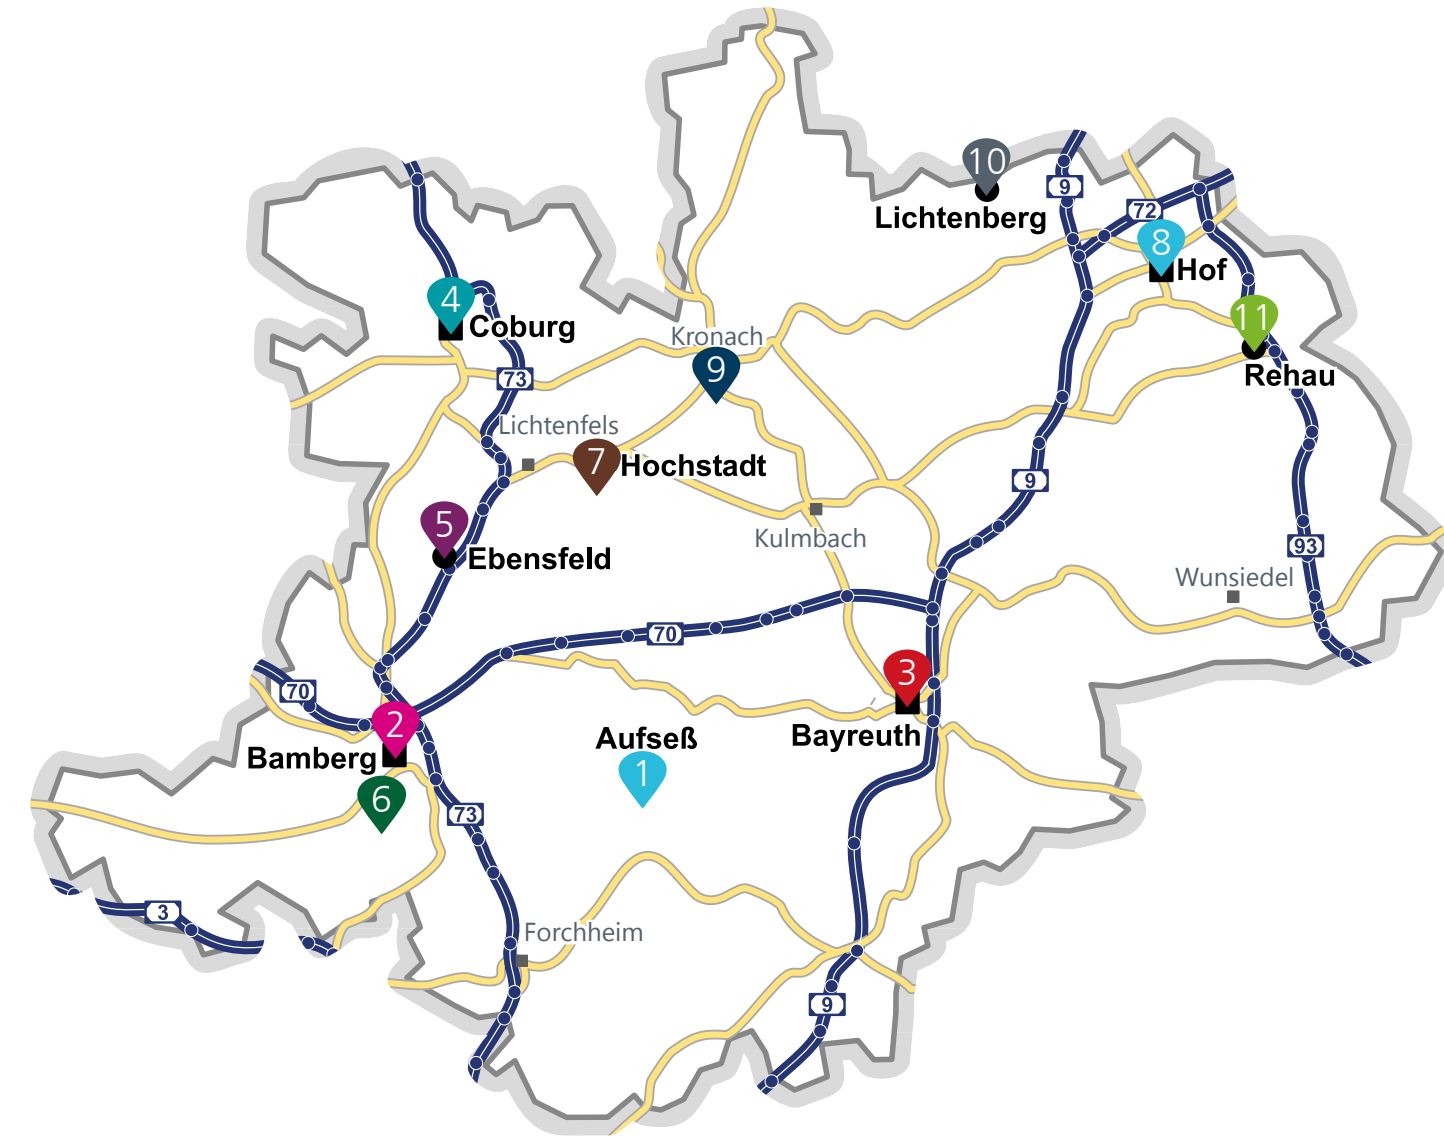 10
9
72
Lichtenberg
8
Hof
4
11
Coburg
Kronach
9
Rehau
73
Lichtenfels
7
Hochstadt
9
5
Kulmbach
93
Ebensfeld
Wunsiedel
70
3
70
2
Aufseß
Bayreuth
Bamberg
1
6
73
3
Forchheim
9